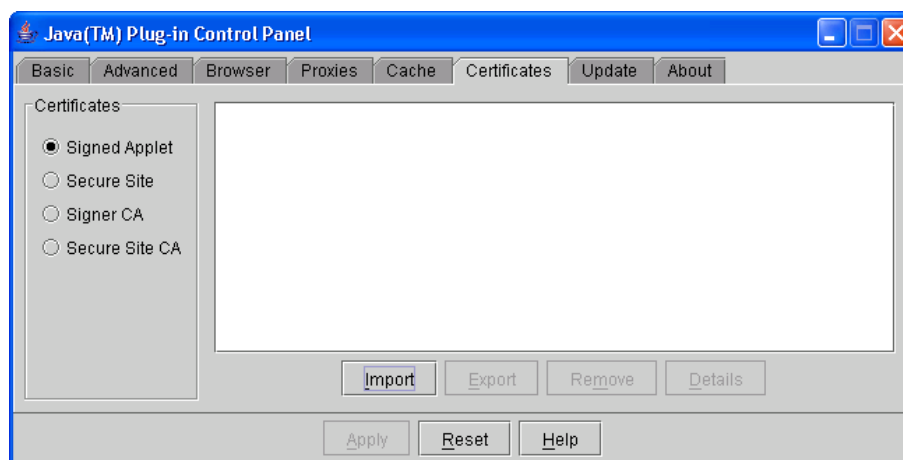 Java(TM) Plug-in Control Panel
Basic Advanced Browser Proxies Cache Certificates Update About
Certificates
Signed Applet
Secure Site
Signer CA
Secure Site CA
Import Export Remove Details
Apply Reset Help